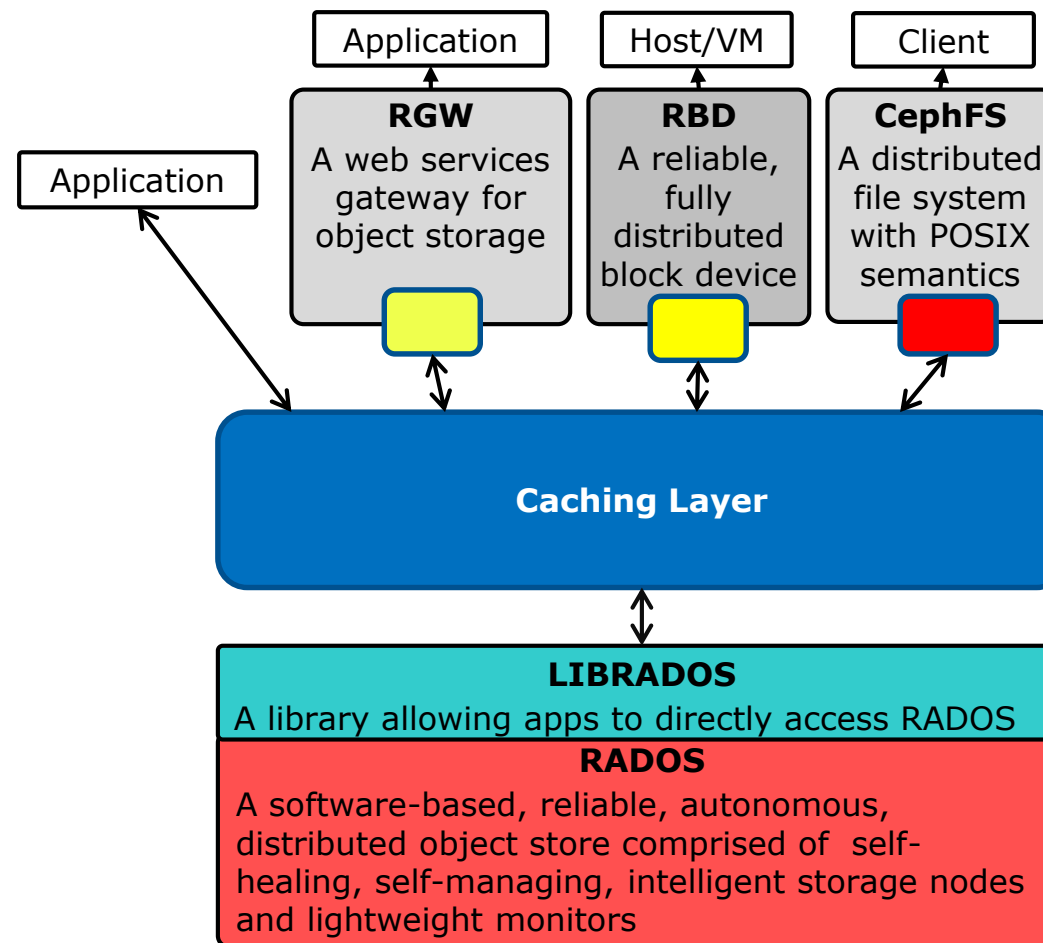 Application
Host/VM
Client
RGW
A web services
gateway for
object storage
RBD
A reliable,
fully
distributed
block device
CephFS
A distributed
file system
with POSIX
semantics
Application
Caching Layer
LIBRADOS
A library allowing apps to directly access RADOS
RADOS
A software-based, reliable, autonomous,
distributed object store comprised of  self-
healing, self-managing, intelligent storage nodes
and lightweight monitors